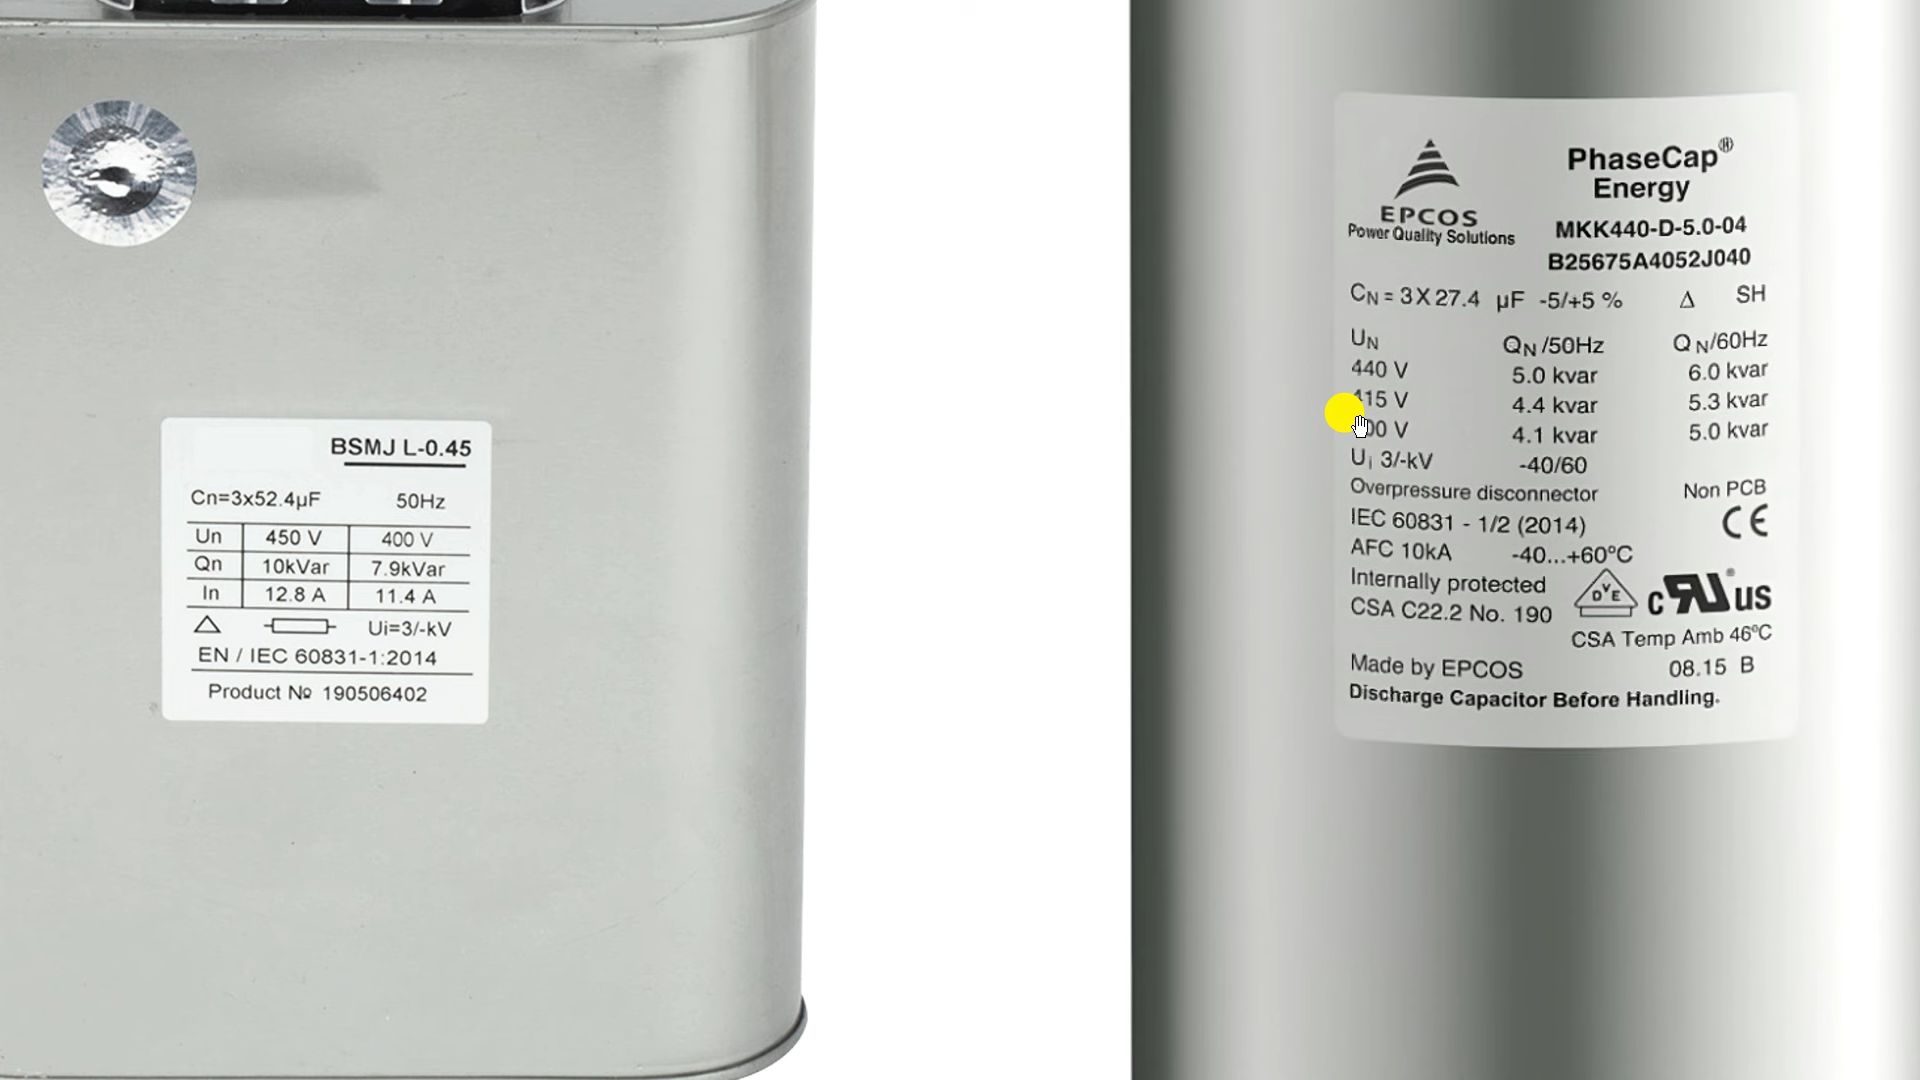 BSMJ L-0.45
Cn=3x52.4µF 50Hz
Un 450 V 400 V
Qn 10kVar 7.9kVar
In 12.8 A 11.4 A
Ui=3/-kV
EN / IEC 60831-1:2014
Product № 190506402
PhaseCap®
Energy
EPCOS
Power Quality Solutions
MKK440-D-5.0-04
B25675A4052J040
CN = 3 X 27.4 µF -5/+5 % Δ SH
UN QN /50Hz QN/60Hz
440 V 5.0 kvar 6.0 kvar
415 V 4.4 kvar 5.3 kvar
00 V 4.1 kvar 5.0 kvar
Ui 3/-kV -40/60
Overpressure disconnector Non PCB
IEC 60831 - 1/2 (2014) CE
AFC 10kA -40...+60°C
Internally protected DVE cRUus®
CSA C22.2 No. 190
CSA Temp Amb 46°C
Made by EPCOS 08.15 B
Discharge Capacitor Before Handling.